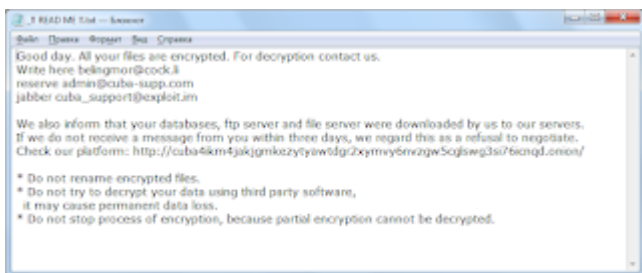 !! READ ME !!.txt — Блокнот
Файл Правка Формат Вид Справка
Good day. All your files are encrypted. For decryption contact us.
Write here belingmor@cock.li
reserve admin@cuba-supp.com
jabber cuba_support@exploit.im
We also inform that your databases, ftp server and file server were downloaded by us to our servers.
If we do not receive a message from you within three days, we regard this as a refusal to negotiate.
Check our platform: http://cuba4ikm4jakjgmkezytyawtdgr2xymvy6nvzgw5cglswg3si76icnqd.onion/
* Do not rename encrypted files.
* Do not try to decrypt your data using third party software,
it may cause permanent data loss.
* Do not stop process of encryption, because partial encryption cannot be decrypted.